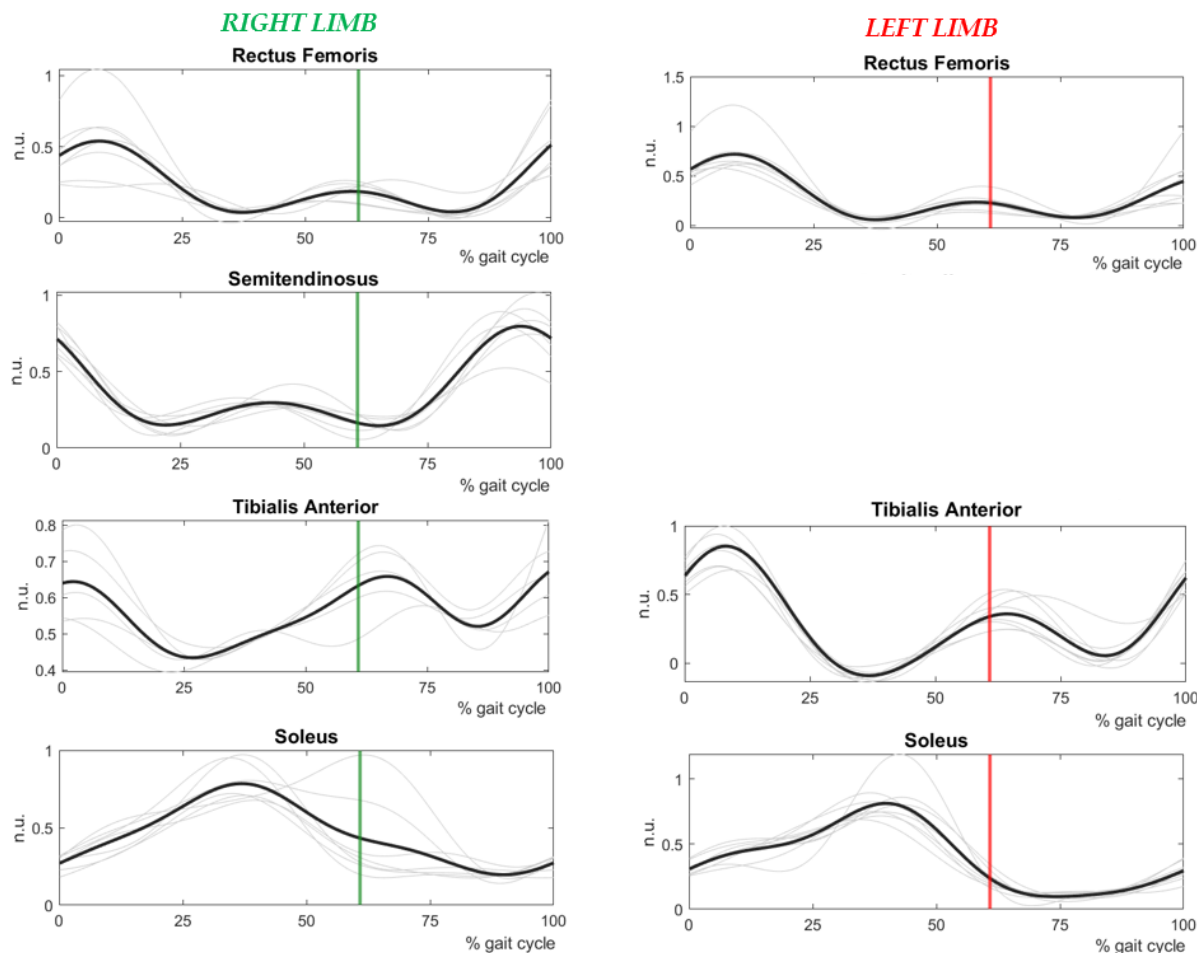 RIGHT LIMB
Rectus Femoris
1
0.5
0
n.u.
0 25 50 75 100
% gait cycle
Semitendinosus
1
0.5
0
n.u.
0 25 50 75 100
% gait cycle
Tibialis Anterior
0.8
0.7
0.6
0.5
0.4
n.u.
0 25 50 75 100
% gait cycle
Soleus
1
0.5
0
n.u.
0 25 50 75 100
% gait cycle
LEFT LIMB
Rectus Femoris
1.5
1
0.5
0
n.u.
0 25 50 75 100
% gait cycle
Tibialis Anterior
1
0.5
0
n.u.
0 25 50 75 100
% gait cycle
Soleus
1
0.5
0
n.u.
0 25 50 75 100
% gait cycle